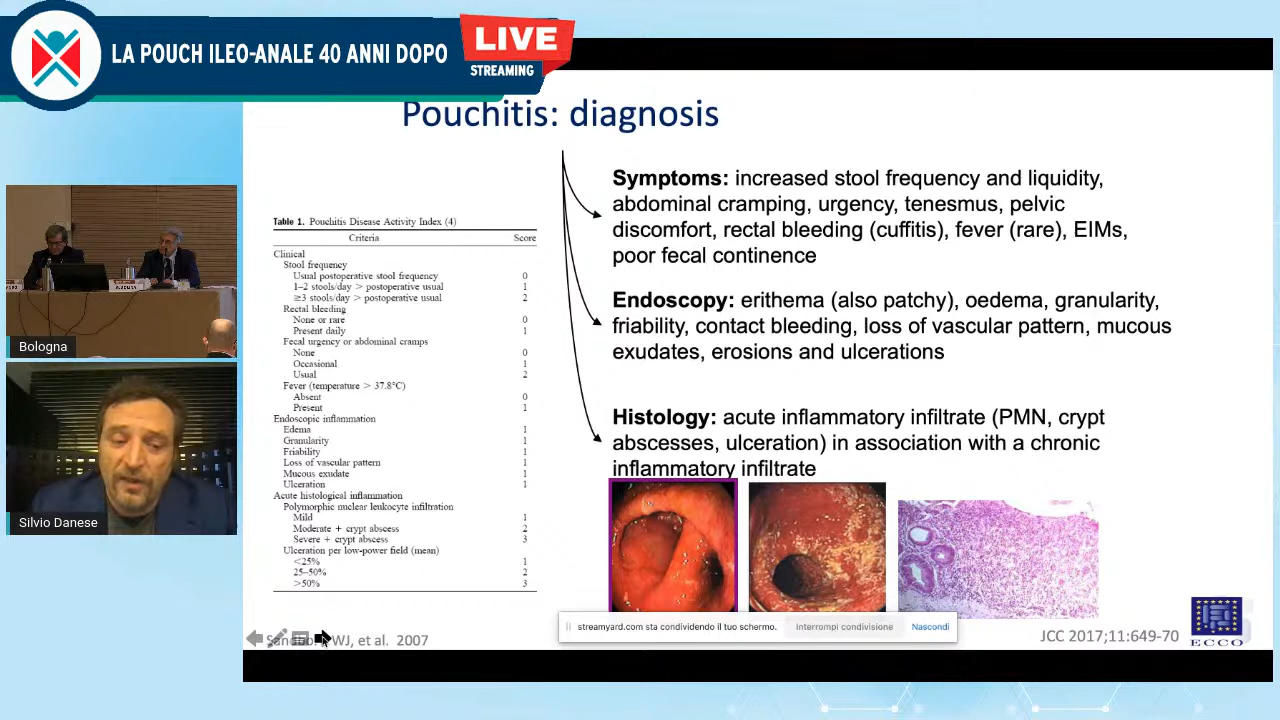 LA POUCH ILEO-ANALE 40 ANNI DOPO
LIVE
STREAMING
Pouchitis: diagnosis
Bologna
Silvio Danese
Table 1. Pouchitis Disease Activity Index (4)
Criteria Score
Clinical
Stool frequency
Usual postoperative stool frequency 0
1–2 stools/day > postoperative usual 1
≥3 stools/day > postoperative usual 2
Rectal bleeding
None or rare 0
Present daily 1
Fecal urgency or abdominal cramps
None 0
Occasional 1
Usual 2
Fever (temperature > 37.8°C)
Absent 0
Present 1
Endoscopic inflammation
Edema 1
Granularity 1
Friability 1
Loss of vascular pattern 1
Mucous exudate 1
Ulceration 1
Acute histological inflammation
Polymorphic nuclear leukocyte infiltration
Mild 1
Moderate + crypt abscess 2
Severe + crypt abscess 3
Ulceration per low-power field (mean)
<25% 1
25–50% 2
>50% 3
Symptoms: increased stool frequency and liquidity,
abdominal cramping, urgency, tenesmus, pelvic
discomfort, rectal bleeding (cuffitis), fever (rare), EIMs,
poor fecal continence
Endoscopy: erithema (also patchy), oedema, granularity,
friability, contact bleeding, loss of vascular pattern, mucous
exudates, erosions and ulcerations
Histology: acute inflammatory infiltrate (PMN, crypt
abscesses, ulceration) in association with a chronic
inflammatory infiltrate
streamyard.com sta condividendo il tuo schermo. Interrompi condivisione Nascondi
WJ, et al. 2007
JCC 2017;11:649-70
ECCO